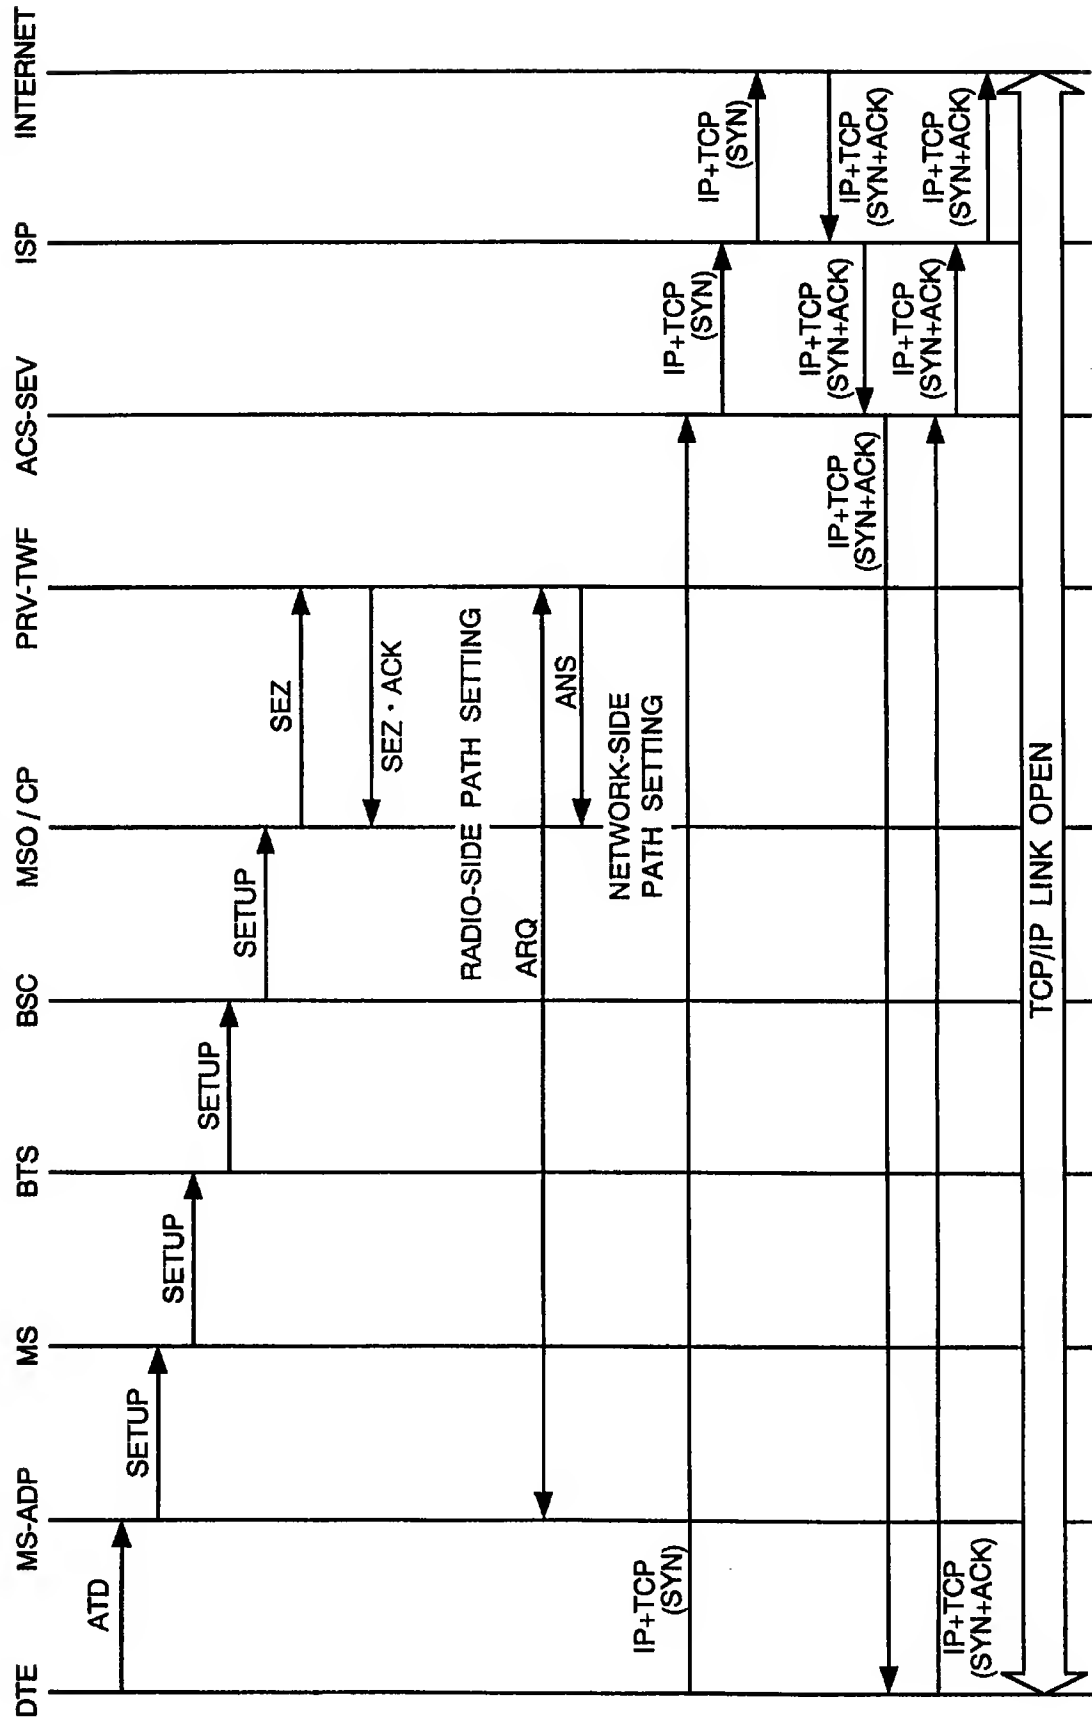 DTE
MS-ADP
MS
BTS
BSC
MSO / CP
PRV-TWF
ACS-SEV
ISP
INTERNET
ATD
SETUP
SETUP
SETUP
SETUP
SEZ
SEZ · ACK
RADIO-SIDE PATH SETTING
ARQ
ANS
NETWORK-SIDE
PATH SETTING
IP+TCP
(SYN)
IP+TCP
(SYN)
IP+TCP
(SYN)
IP+TCP
(SYN+ACK)
IP+TCP
(SYN+ACK)
IP+TCP
(SYN+ACK)
IP+TCP
(SYN+ACK)
IP+TCP
(SYN+ACK)
IP+TCP
(SYN+ACK)
TCP/IP LINK OPEN